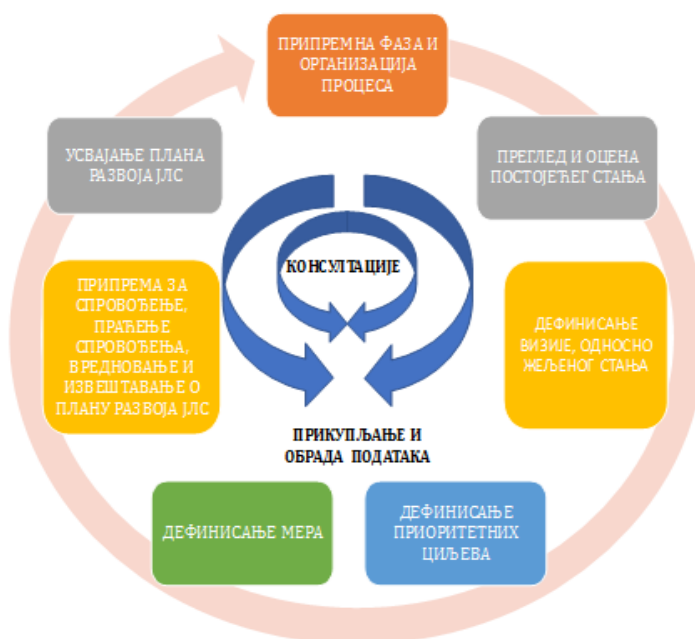 ПРИПРЕМНА ФАЗА И
ОРГАНИЗАЦИЈА
ПРОЦЕСА
ПРЕГЛЕД И ОЦЕНА
ПОСТОЈЕЋЕГ СТАЊА
ДЕФИНИСАЊЕ
ВИЗИЈЕ, ОДНОСНО
ЖЕЉЕНОГ СТАЊА
ДЕФИНИСАЊЕ
ПРИОРИТЕТНИХ
ЦИЉЕВА
ДЕФИНИСАЊЕ МЕРА
ПРИПРЕМА ЗА
СПРОВОЂЕЊЕ,
ПРАЋЕЊЕ
СПРОВОЂЕЊА,
ВРЕДНОВАЊЕ И
ИЗВЕШТАВАЊЕ О
ПЛАНУ РАЗВОЈА ЈЛС
УСВАЈАЊЕ ПЛАНА
РАЗВОЈА ЈЛС
КОНСУЛТАЦИЈЕ
ПРИКУПЉАЊЕ И
ОБРАДА ПОДАТАКА